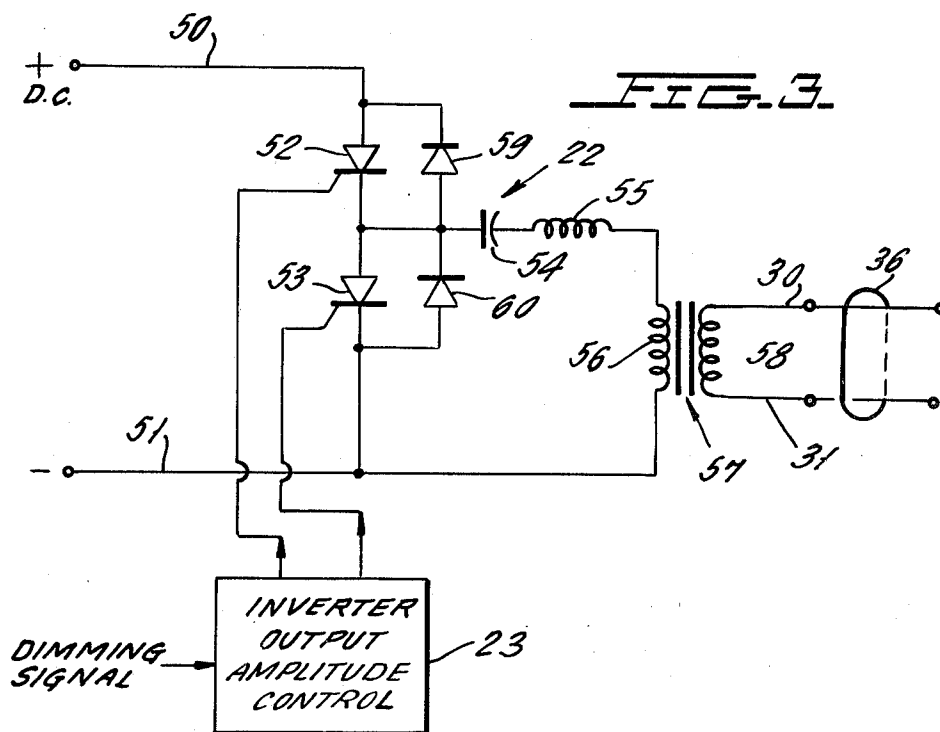 50
+
D.C.
FIG. 3.
52
59
22
55
54
53
60
30
36
56
58
57
31
51
-
INVERTER
OUTPUT
AMPLITUDE
CONTROL
23
DIMMING
SIGNAL